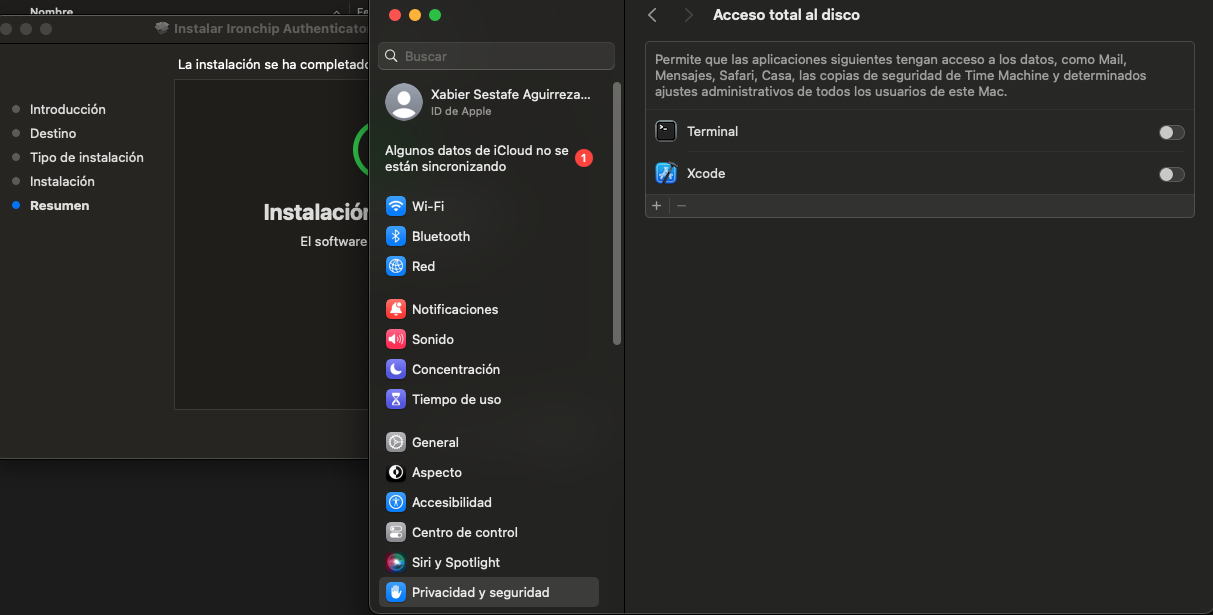 Nombre
Instalar Ironchip Authenticato
La instalación se ha completado
Introducción
Destino
Tipo de instalación
Instalación
Resumen
Instalación
El software
Buscar
Xabier Sestafe Aguirreza...
ID de Apple
Algunos datos de iCloud no se
están sincronizando
1
Wi-Fi
Bluetooth
Red
Notificaciones
Sonido
Concentración
Tiempo de uso
General
Aspecto
Accesibilidad
Centro de control
Siri y Spotlight
Privacidad y seguridad
Acceso total al disco
Permite que las aplicaciones siguientes tengan acceso a los datos, como Mail,
Mensajes, Safari, Casa, las copias de seguridad de Time Machine y determinados
ajustes administrativos de todos los usuarios de este Mac.
Terminal
Xcode